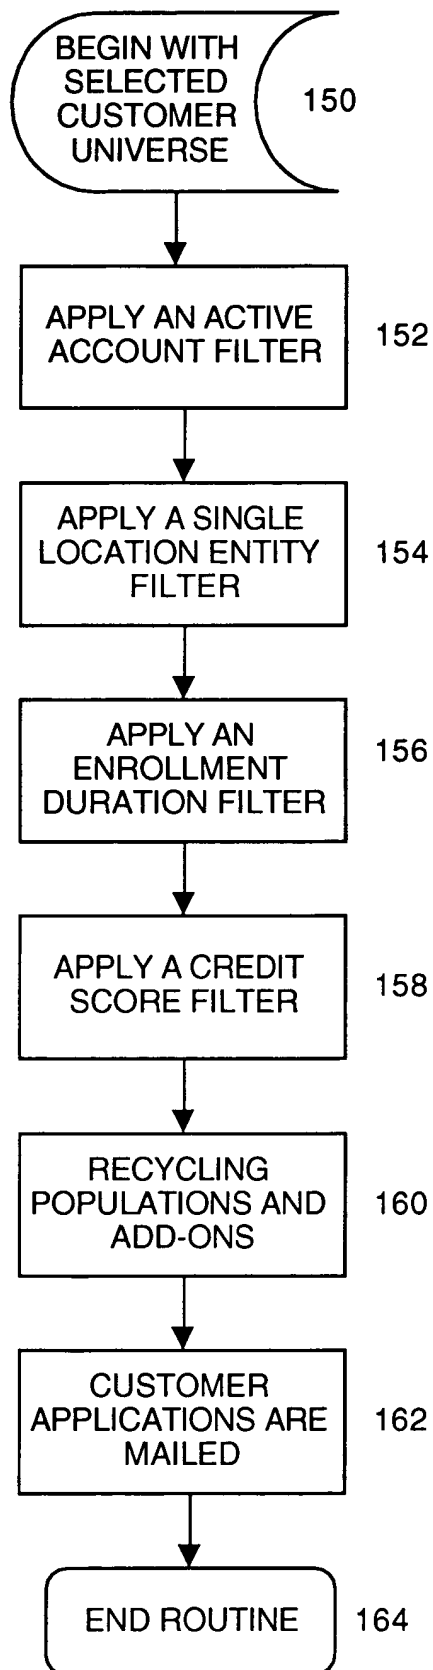 BEGIN WITH
SELECTED
CUSTOMER
UNIVERSE
150
APPLY AN ACTIVE
ACCOUNT FILTER
152
APPLY A SINGLE
LOCATION ENTITY
FILTER
154
APPLY AN
ENROLLMENT
DURATION FILTER
156
APPLY A CREDIT
SCORE FILTER
158
RECYCLING
POPULATIONS AND
ADD-ONS
160
CUSTOMER
APPLICATIONS ARE
MAILED
162
END ROUTINE
164